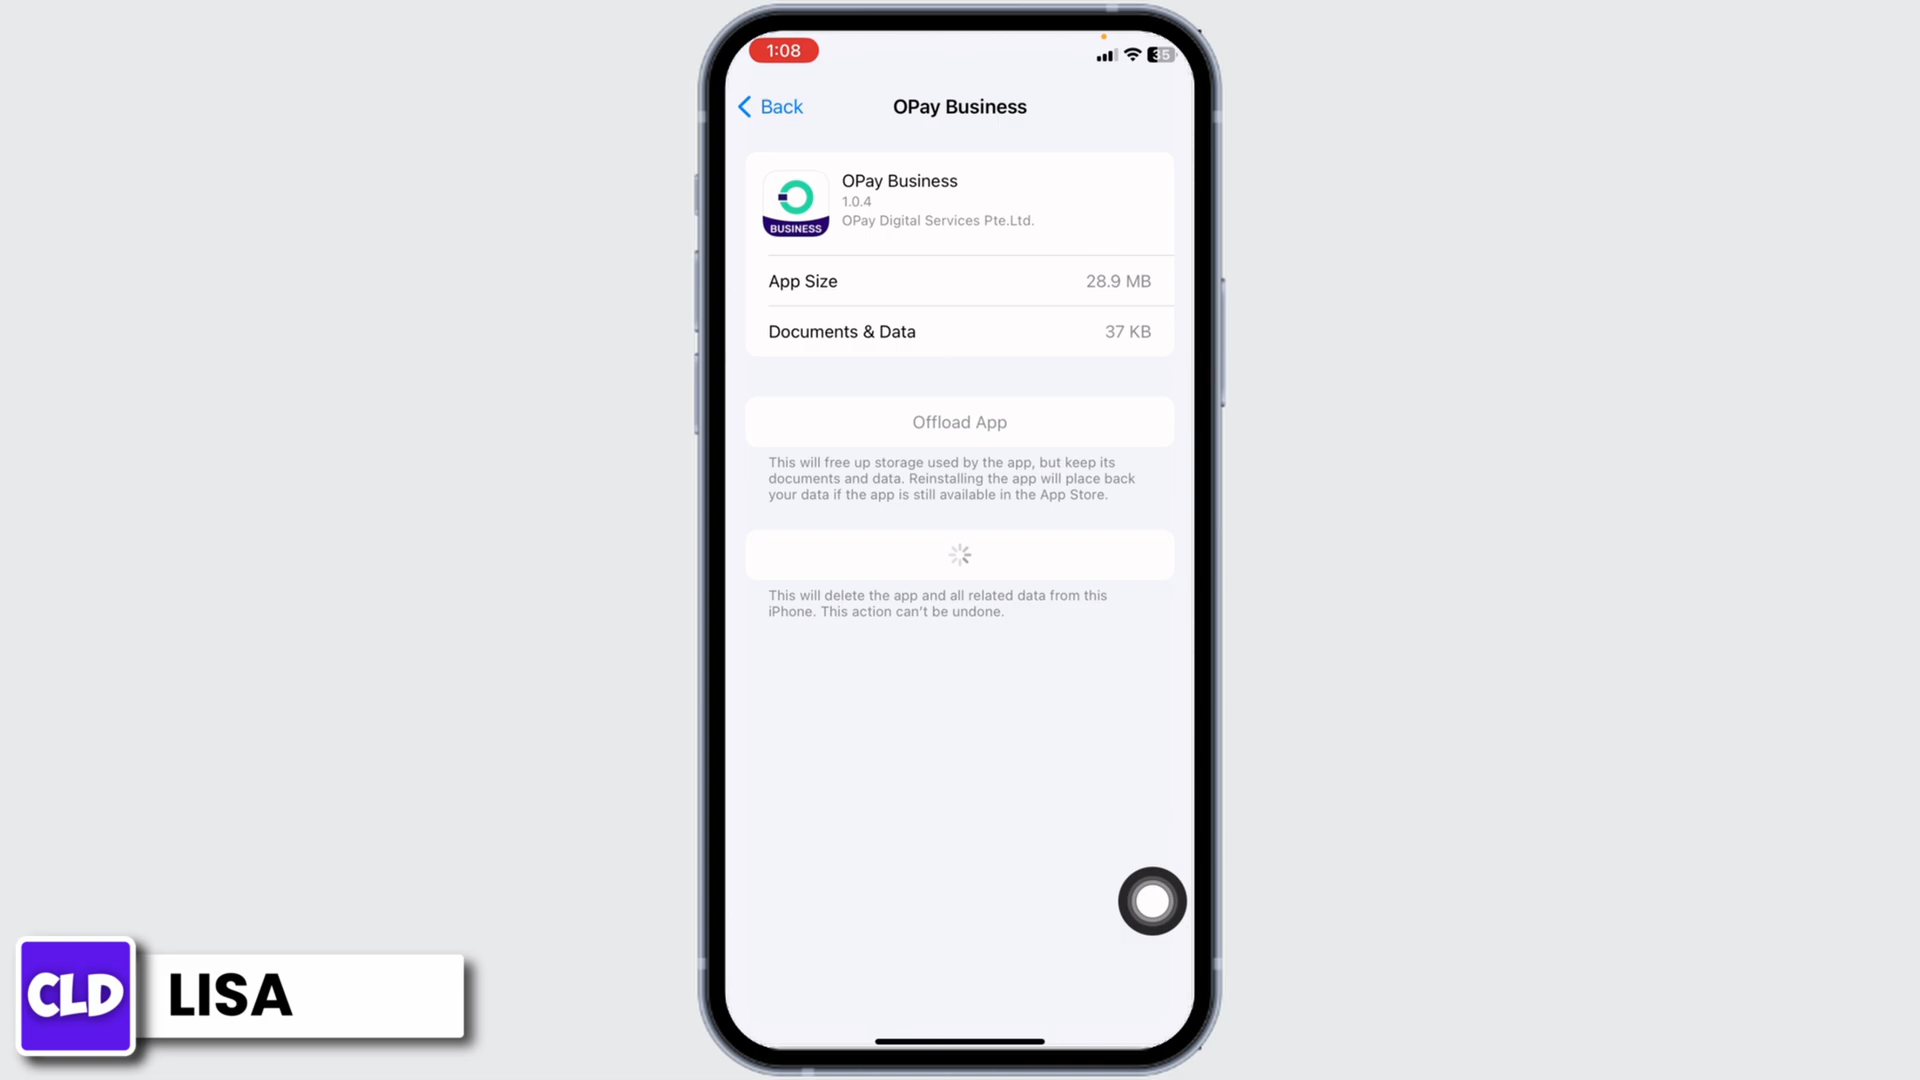 1:08
35
Back
OPay Business
OPay Business
1.0.4
OPay Digital Services Pte.Ltd.
BUSINESS
App Size
28.9 MB
Documents & Data
37 KB
Offload App
This will free up storage used by the app, but keep its
documents and data. Reinstalling the app will place back
your data if the app is still available in the App Store.
This will delete the app and all related data from this
iPhone. This action can't be undone.
CLD
LISA